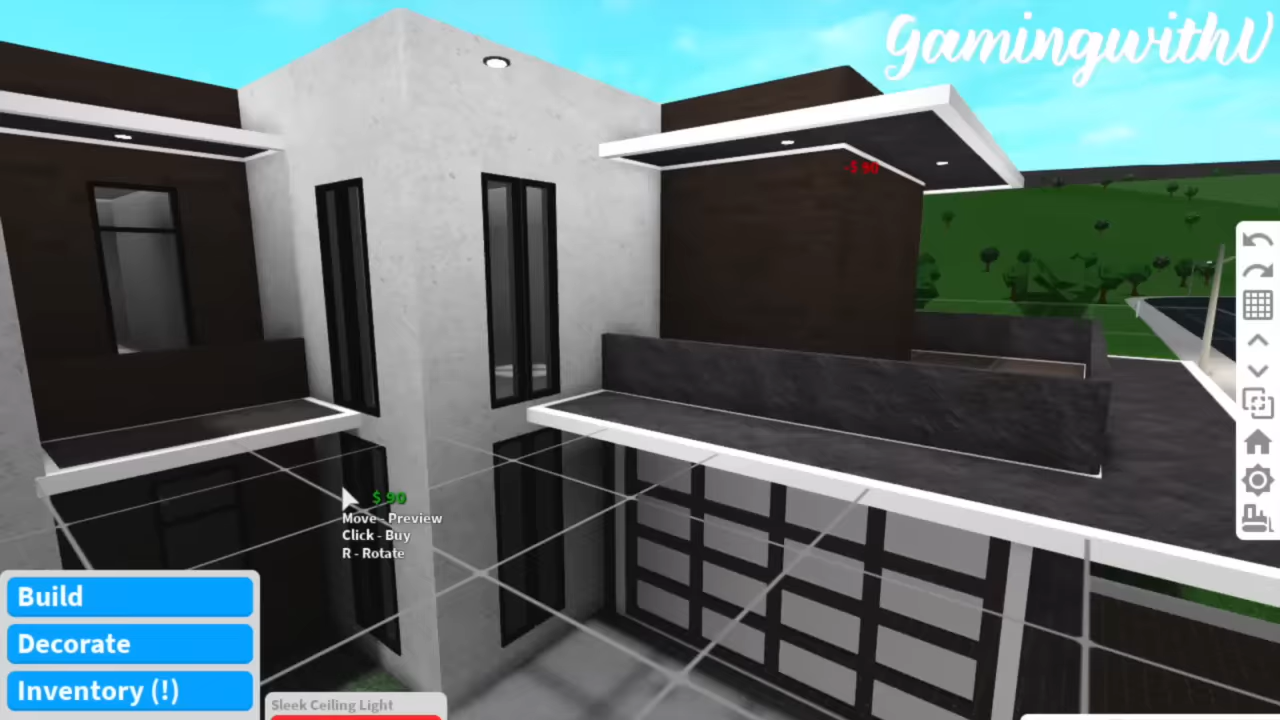 GamingwithV
-$ 90
$ 90
Move - Preview
Click - Buy
R - Rotate
Build
Decorate
Inventory (!)
Sleek Ceiling Light